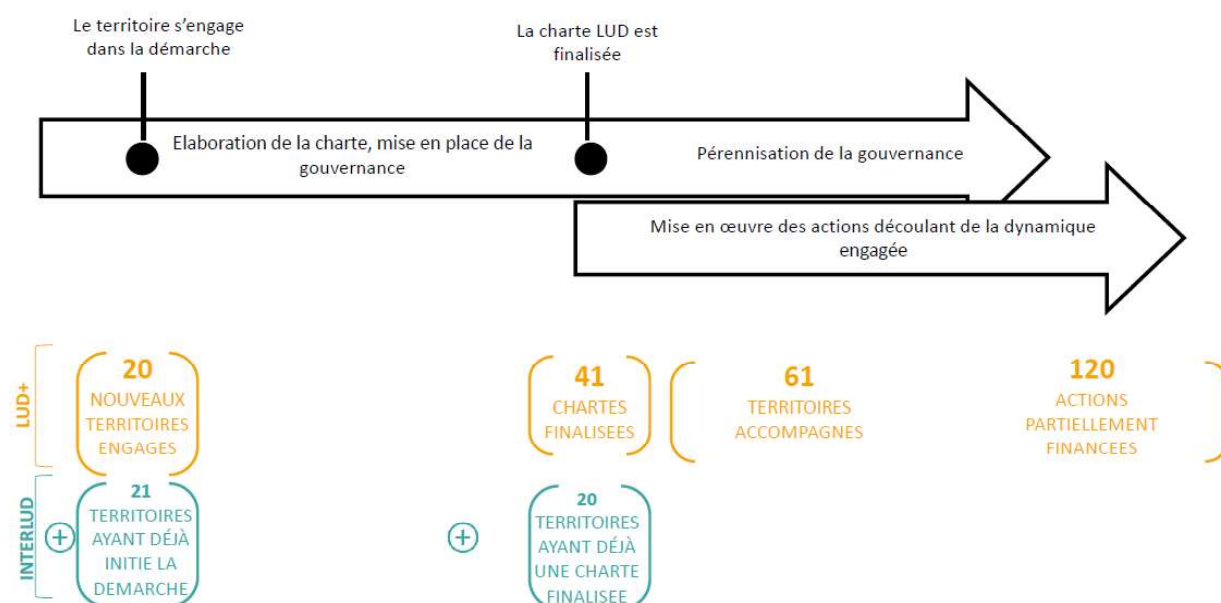 Le territoire s’engage
dans la démarche
La charte LUD est
finalisée
Elaboration de la charte, mise en place de la
gouvernance
Pérennisation de la gouvernance
Mise en œuvre des actions découlant de la dynamique
engagée
LUD+
20
NOUVEAUX
TERRITOIRES
ENGAGES
41
CHARTES
FINALISEES
61
TERRITOIRES
ACCOMPAGNES
120
ACTIONS
PARTIELLEMENT
FINANCEES
INTERLUD
+
21
TERRITOIRES
AYANT DÉJÀ
INITIE LA
DEMARCHE
+
20
TERRITOIRES
AYANT DÉJÀ
UNE CHARTE
FINALISEE